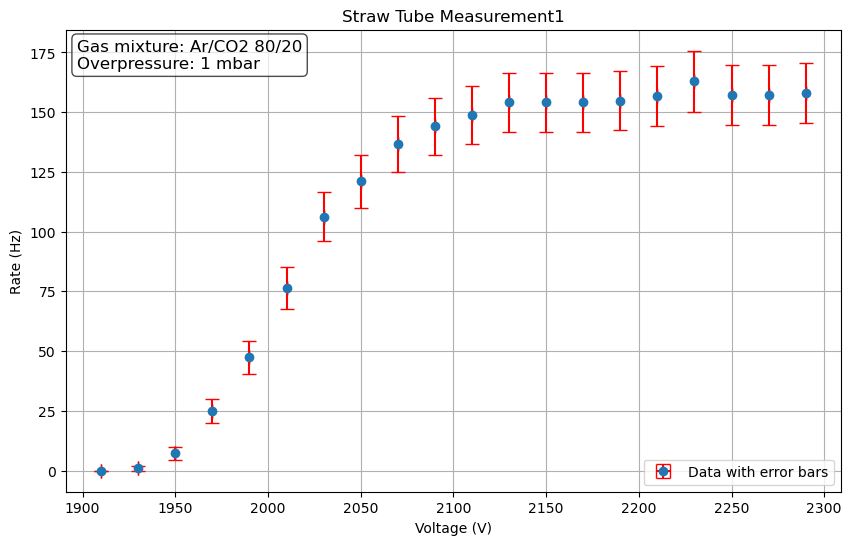 Straw Tube Measurement1
Gas mixture: Ar/CO2 80/20
Overpressure: 1 mbar
175
150
125
100
75
50
25
0
Rate (Hz)
Data with error bars
1900 1950 2000 2050 2100 2150 2200 2250 2300
Voltage (V)